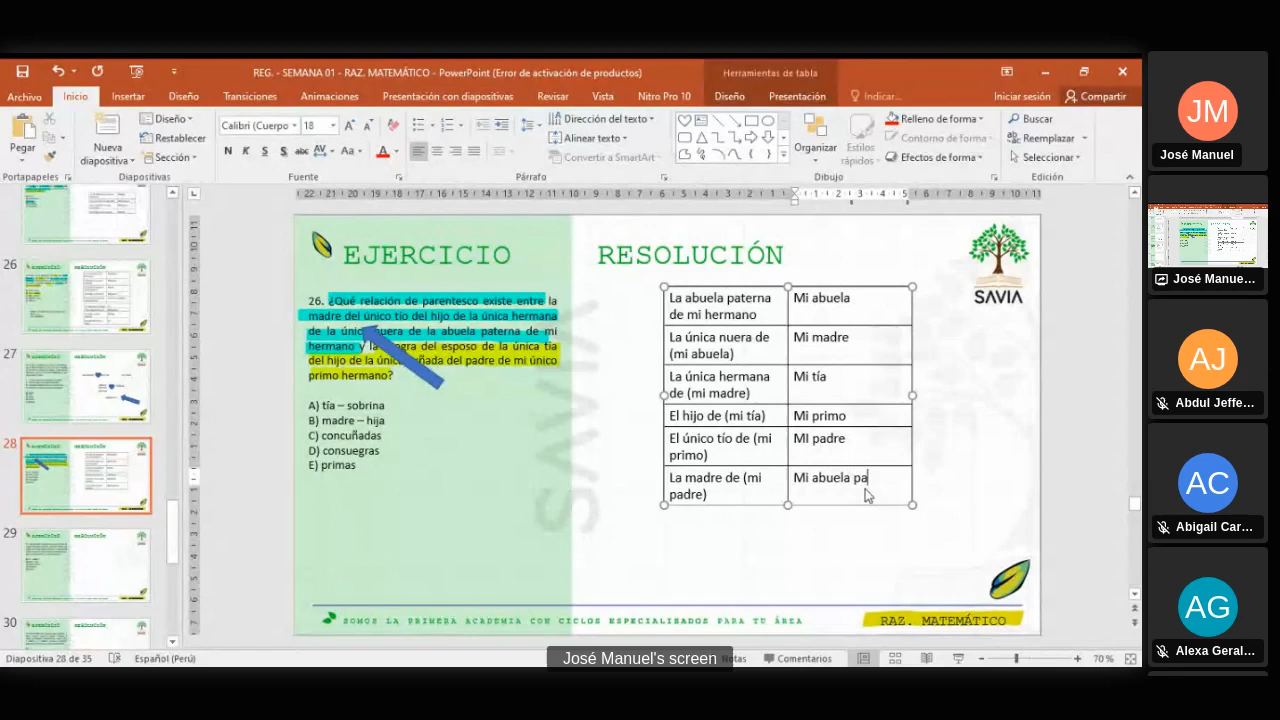 REG. - SEMANA 01 - RAZ. MATEMÁTICO - PowerPoint (Error de activación de productos)
Herramientas de tabla
Archivo Inicio Insertar Diseño Transiciones Animaciones Presentación con diapositivas Revisar Vista Nitro Pro 10 Diseño Presentación Indicar... Iniciar sesión Compartir
Pegar
Nueva diapositiva
Diseño
Restablecer
Sección
Calibri (Cuerpo 18
N K S S abc AV Aa A
Dirección del texto
Alinear texto
Convertir a SmartArt
Organizar
Estilos rápidos
Relleno de forma
Contorno de forma
Efectos de forma
Buscar
Reemplazar
Seleccionar
Portapapeles Diapositivas Fuente Párrafo Dibujo Edición
26
27
28
29
30
EJERCICIO
RESOLUCIÓN
SAVIA
26. ¿Qué relación de parentesco existe entre la
madre del único tío del hijo de la única hermana
de la única nuera de la abuela paterna de mi
hermano y la
del esposo de la única tía
del hijo de la única cuñada del padre de mi único
primo hermano?
A) tía – sobrina
B) madre – hija
C) concuñadas
D) consuegras
E) primas
La abuela paterna de mi hermano Mi abuela
La única nuera de (mi abuela) Mi madre
La única hermana de (mi madre) Mi tía
El hijo de (mi tía) Mi primo
El único tío de (mi primo) MI padre
La madre de (mi padre) Mi abuela pa
SOMOS LA PRIMERA ACADEMIA CON CICLOS ESPECIALISADOS PARA TU ÁREA
RAZ. MATEMÁTICO
Diapositiva 28 de 35 Español (Perú) Notas Comentarios 70 %
José Manuel's screen
JM
José Manuel
José Man...
AJ
Abdul Jeffe...
AC
Abigail Car...
AG
Alexa Geral...